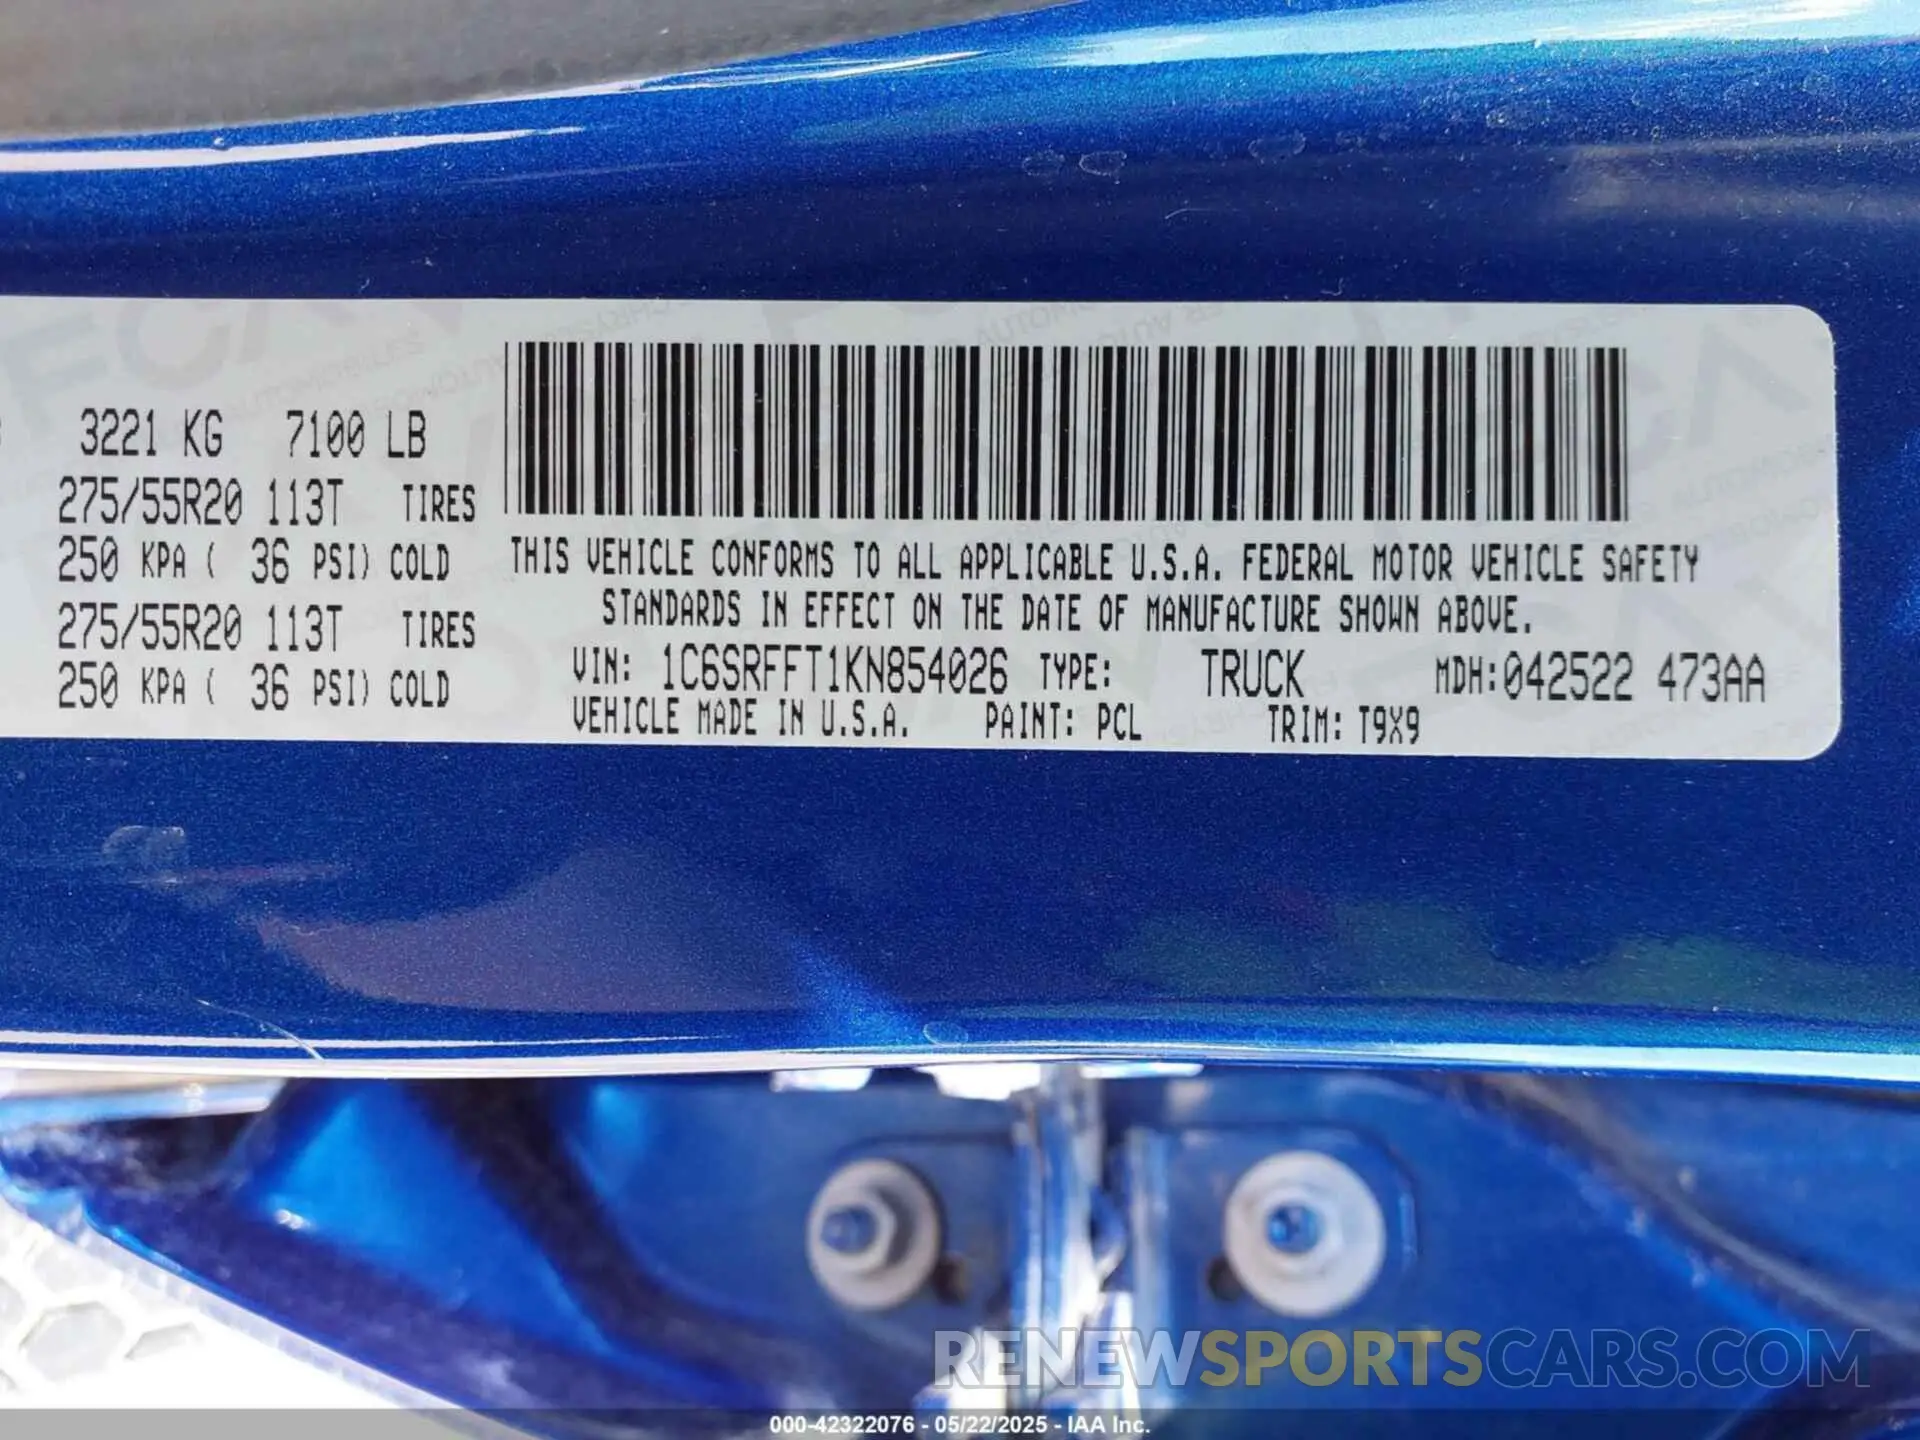 3221 KG 7100 LB
275/55R20 113T TIRES
250 KPA ( 36 PSI) COLD
275/55R20 113T TIRES
250 KPA ( 36 PSI) COLD
THIS VEHICLE CONFORMS TO ALL APPLICABLE U.S.A. FEDERAL MOTOR VEHICLE SAFETY
STANDARDS IN EFFECT ON THE DATE OF MANUFACTURE SHOWN ABOVE.
VIN: 1C6SRFFT1KN854026 TYPE: TRUCK MDH:042522 473AA
VEHICLE MADE IN U.S.A. PAINT: PCL TRIM: T9X9
RENEWSPORTSCARS.COM
000-42322076 - 05/22/2025 - IAA Inc.